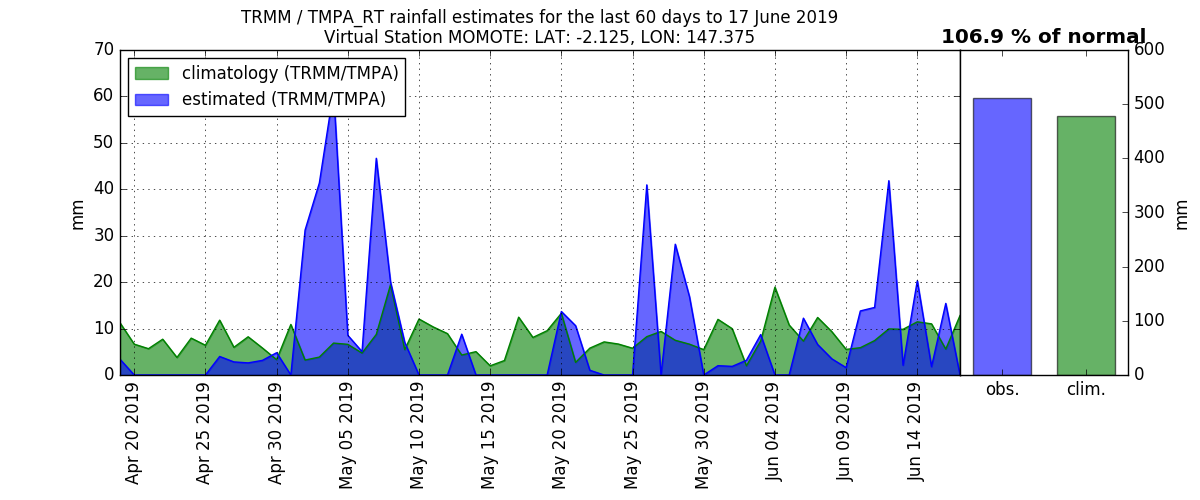 TRMM / TMPA_RT rainfall estimates for the last 60 days to 17 June 2019
Virtual Station MOMOTE: LAT: -2.125, LON: 147.375
106.9 % of normal
climatology (TRMM/TMPA)
estimated (TRMM/TMPA)
70
60
50
40
30
20
10
0
mm
Apr 20 2019
Apr 25 2019
Apr 30 2019
May 05 2019
May 10 2019
May 15 2019
May 20 2019
May 25 2019
May 30 2019
Jun 04 2019
Jun 09 2019
Jun 14 2019
obs.
clim.
600
500
400
300
200
100
0
mm